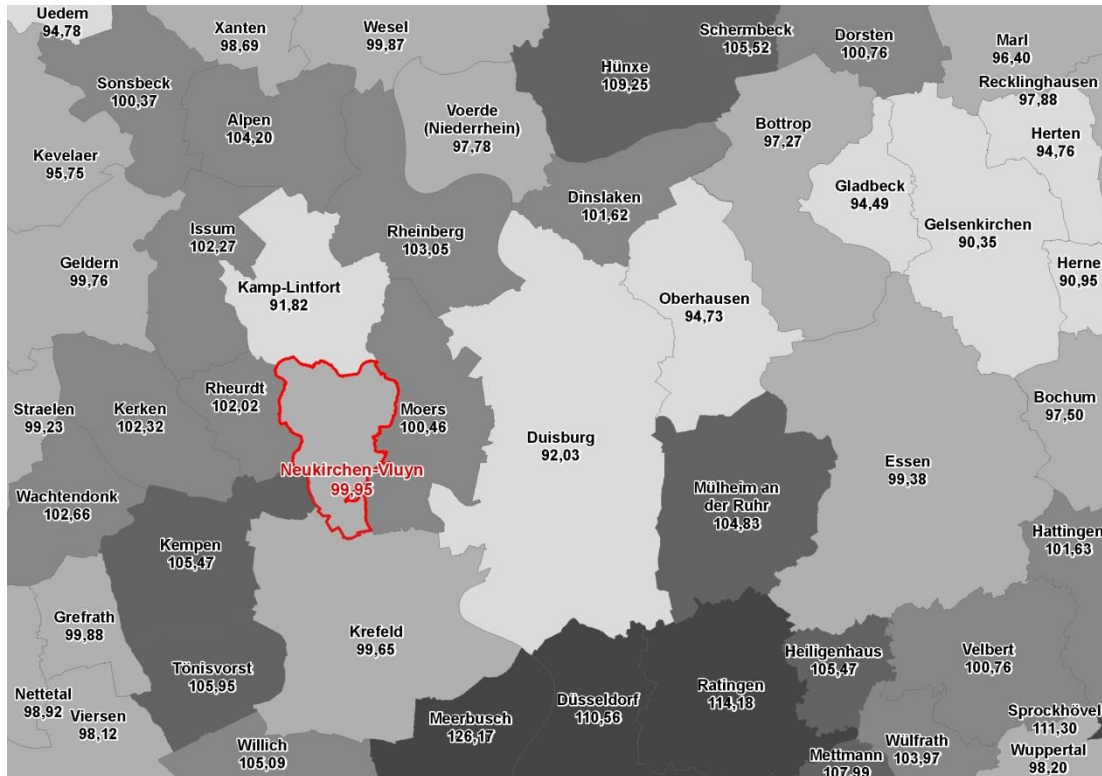 Uedem
94,78
Xanten
98,69
Wesel
99,87
Schermbeck
105,52
Dorsten
100,76
Marl
96,40
Hünxe
109,25
Recklinghausen
97,88
Sonsbeck
100,37
Alpen
104,20
Voerde
(Niederrhein)
97,78
Bottrop
97,27
Herten
94,76
Kevelaer
95,75
Dinslaken
101,62
Gladbeck
94,49
Gelsenkirchen
90,35
Issum
102,27
Rheinberg
103,05
Geldern
99,76
Herne
90,95
Kamp-Lintfort
91,82
Oberhausen
94,73
Rheurdt
102,02
Straelen
99,23
Kerken
102,32
Moers
100,46
Bochum
97,50
Duisburg
92,03
Essen
99,38
Neukirchen-Vluyn
99,95
Wachtendonk
102,66
Mülheim an
der Ruhr
104,83
Hattingen
101,63
Kempen
105,47
Grefrath
99,88
Krefeld
99,65
Heiligenhaus
105,47
Velbert
100,76
Tönisvorst
105,95
Nettetal
98,92
Viersen
98,12
Meerbusch
126,17
Düsseldorf
110,56
Ratingen
114,18
Sprockhövel
111,30
Willich
105,09
Mettmann
107,99
Wülfrath
103,97
Wuppertal
98,20